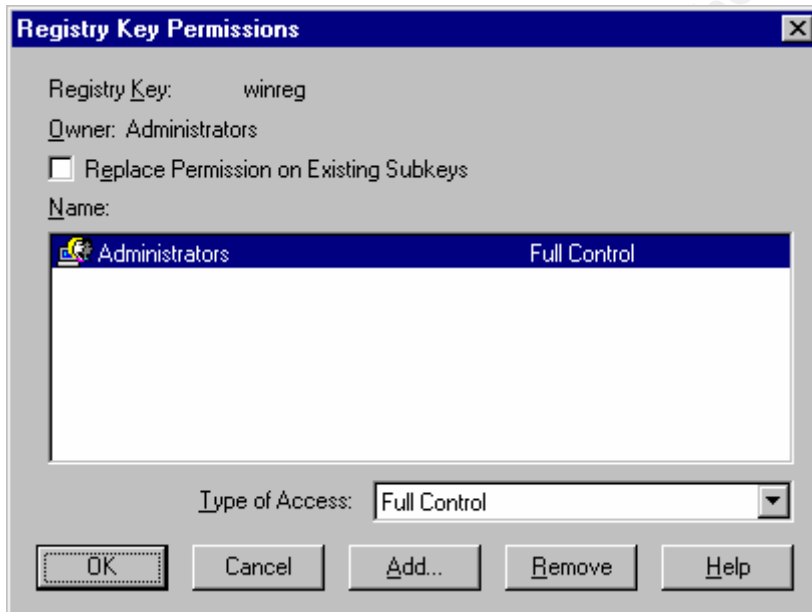 Registry Key Permissions
Registry Key: winreg
Owner: Administrators
Replace Permission on Existing Subkeys
Name:
Administrators Full Control
Type of Access: Full Control
OK Cancel Add... Remove Help